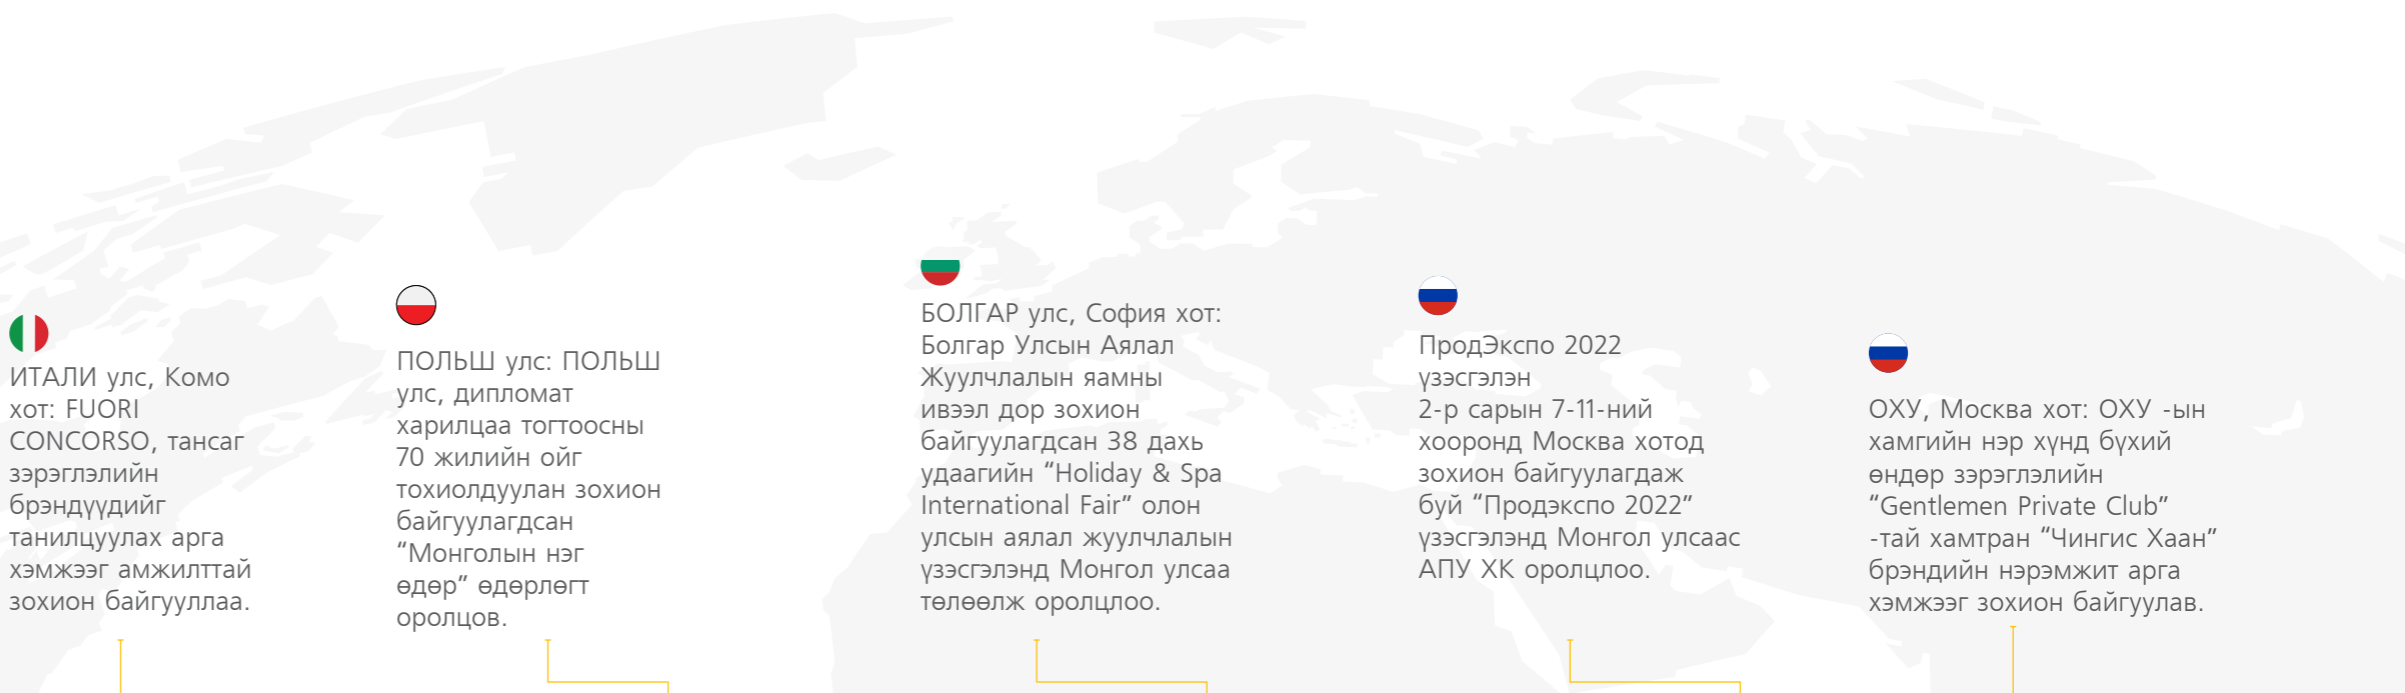 ИТАЛИ улс, Комо
хот: FUORI
CONCORSO, тансаг
зэрэглэлийн
брэндүүдийг
танилцуулах арга
хэмжээг амжилттай
зохион байгууллаа.
ПОЛЬШ улс: ПОЛЬШ
улс, дипломат
харилцаа тогтоосны
70 жилийн ойг
тохиолдуулан зохион
байгуулагдсан
“Монголын нэг
өдөр” өдөрлөгт
оролцов.
БОЛГАР улс, София хот:
Болгар Улсын Аялал
Жуулчлалын яамны
ивээл дор зохион
байгуулагдсан 38 дахь
удаагийн “Holiday & Spa
International Fair” олон
улсын аялал жуулчлалын
үзэсгэлэнд Монгол улсаа
төлөөлж оролцлоо.
ПродЭкспо 2022
үзэсгэлэн
2-р сарын 7-11-ний
хооронд Москва хотод
зохион байгуулагдаж
буй “Продэкспо 2022”
үзэсгэлэнд Монгол улсаас
АПУ ХК оролцлоо.
ОХУ, Москва хот: ОХУ -ын
хамгийн нэр хүнд бүхий
өндөр зэрэглэлийн
“Gentlemen Private Club”
-тай хамтран “Чингис Хаан”
брэндийн нэрэмжит арга
хэмжээг зохион байгуулав.